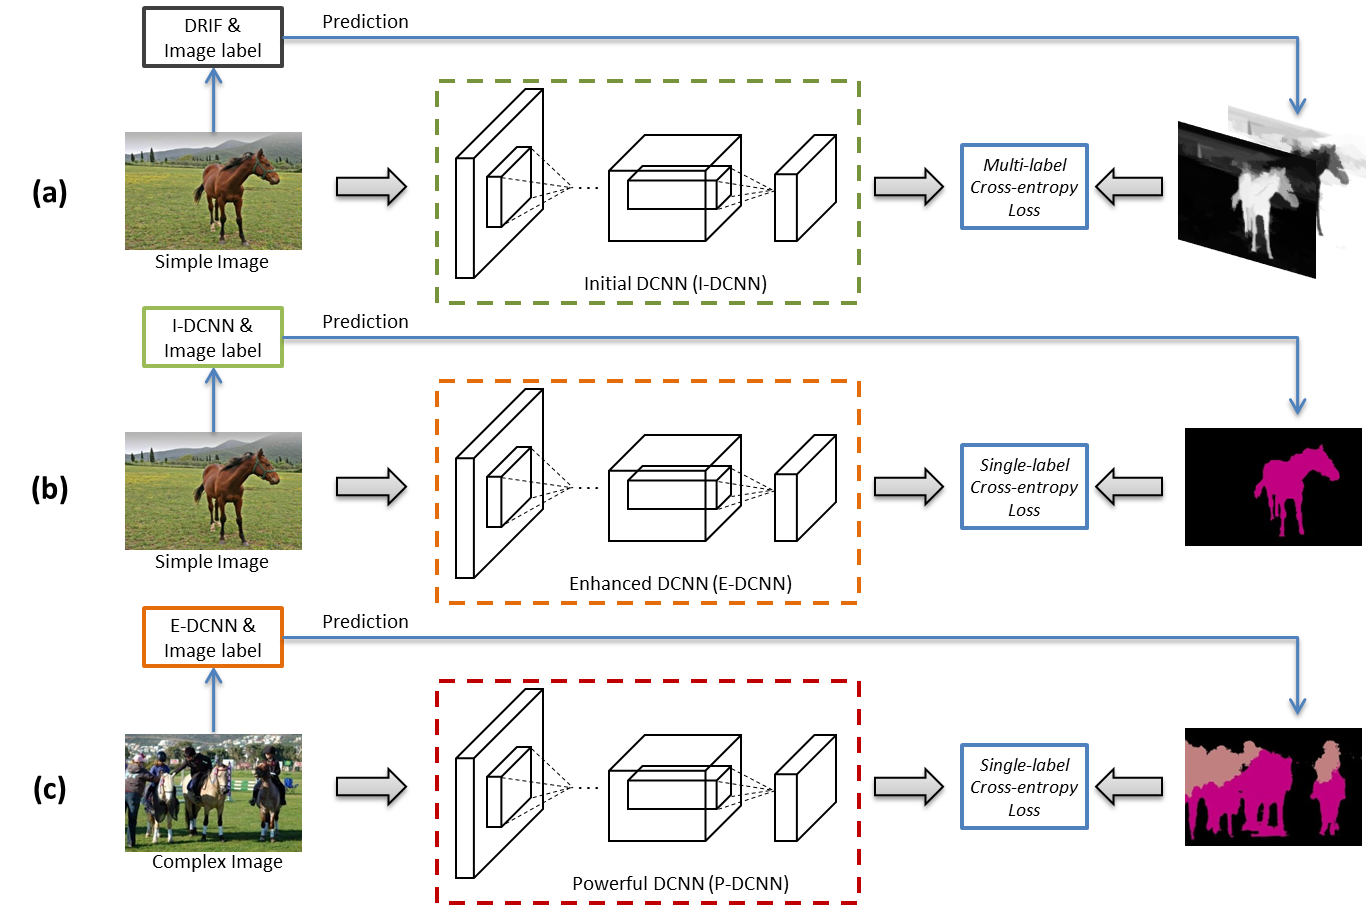 DRIF &
Image label
Prediction
(a)
Simple Image
Initial DCNN (I-DCNN)
Multi-label
Cross-entropy
Loss
I-DCNN &
Image label
Prediction
(b)
Simple Image
Enhanced DCNN (E-DCNN)
Single-label
Cross-entropy
Loss
E-DCNN &
Image label
Prediction
(c)
Complex Image
Powerful DCNN (P-DCNN)
Single-label
Cross-entropy
Loss